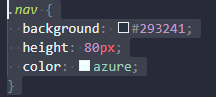 .nav {
background: #293241;
height: 80px;
color: azure;
}